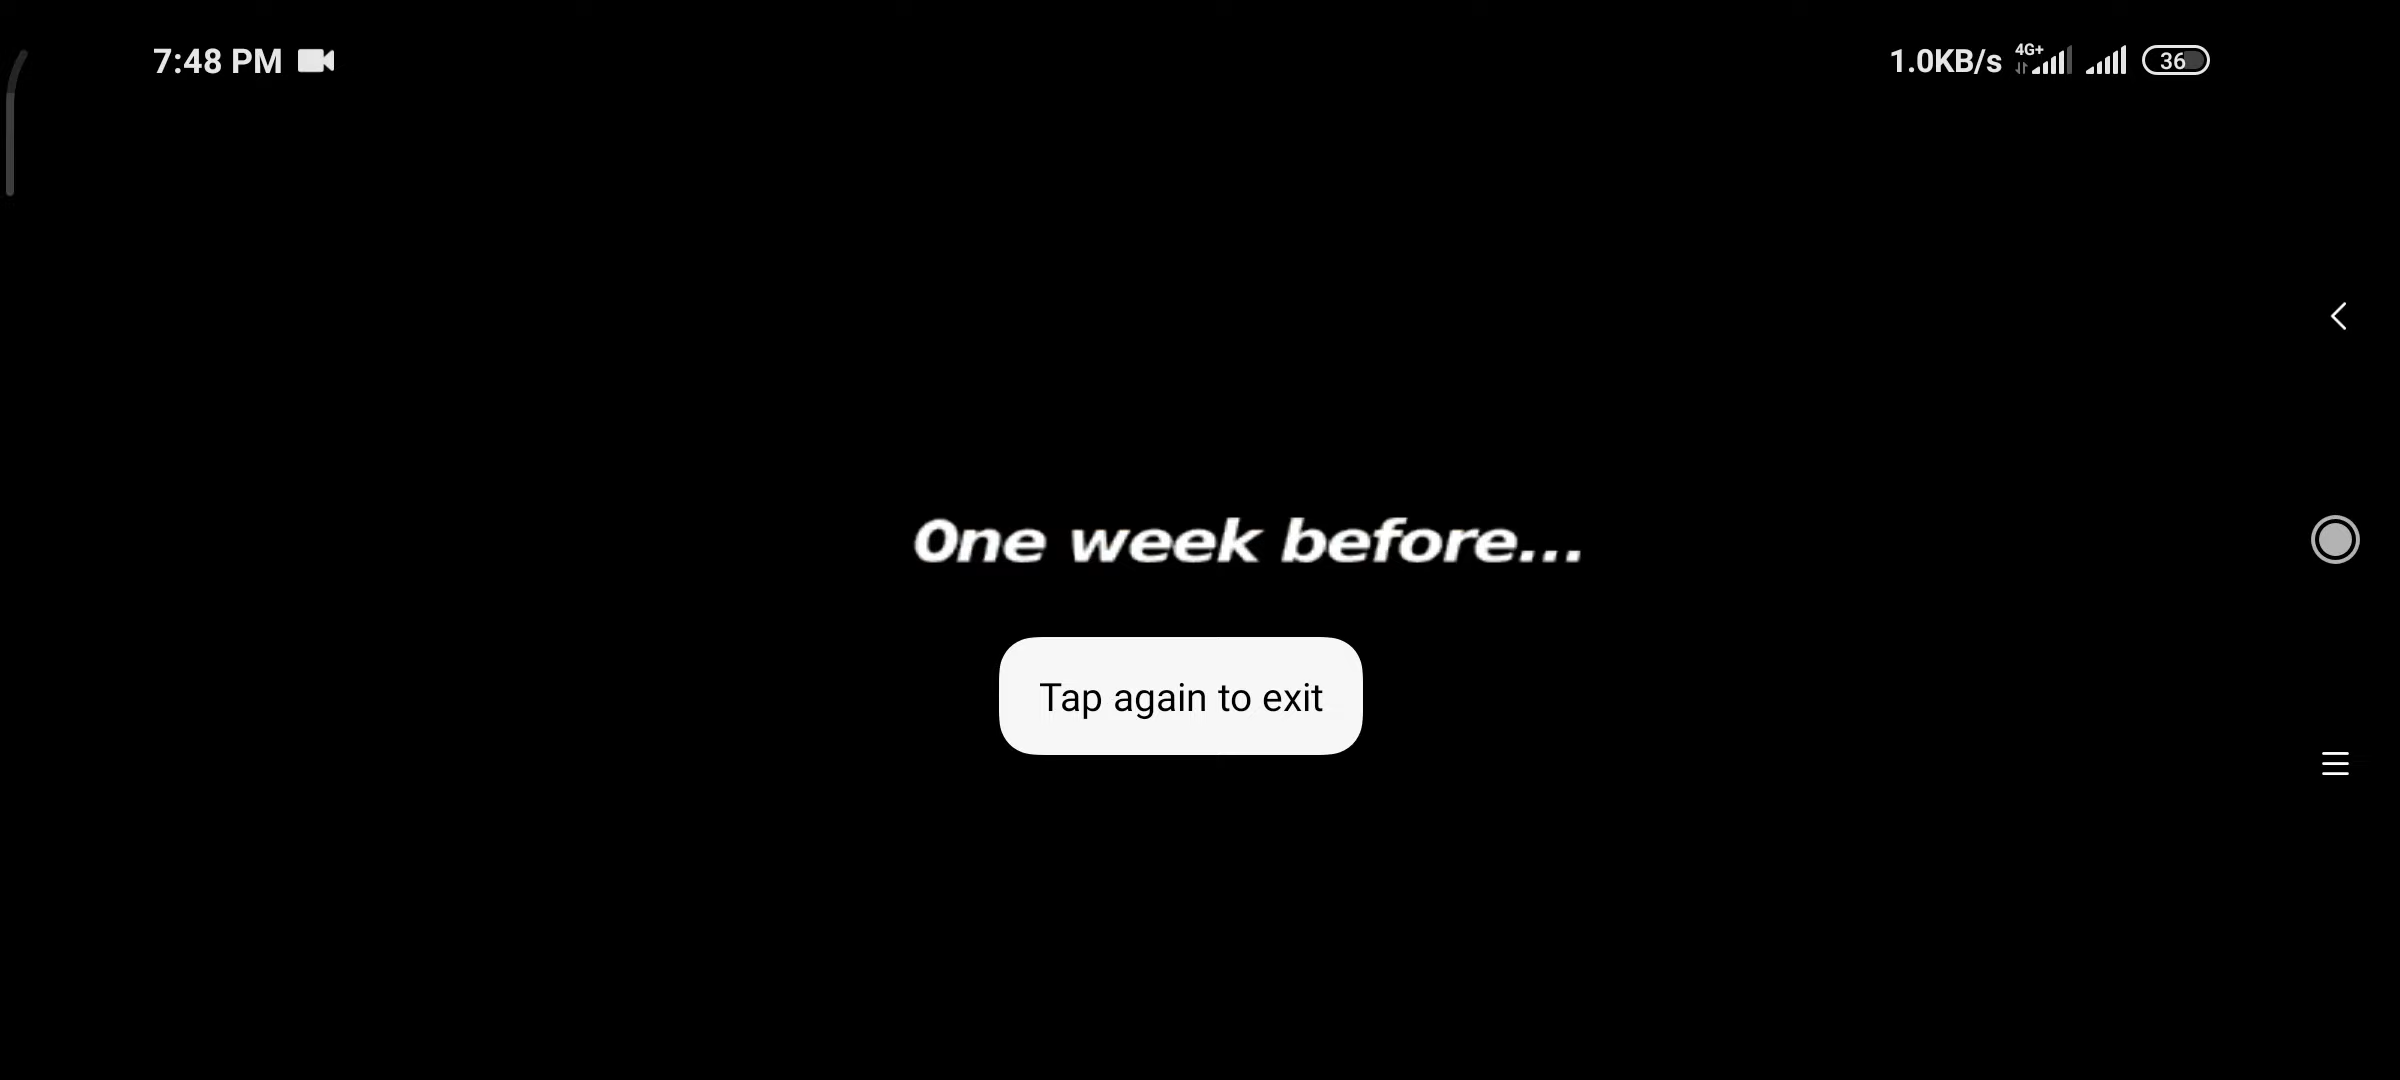 7:48 PM
1.0KB/s 4G+ 36
One week before...
Tap again to exit